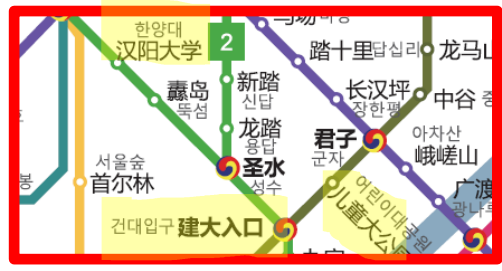 한양대
汉阳大学
2
踏十里 답십리
龙马山
纛岛
뚝섬
新踏
신답
长汉坪
장한평
中谷
龙踏
용답
君子
군자
아차산
峨嵯山
서울숲
首尔林
圣水
성수
广渡
광나루
건대입구 建大入口
儿童大公园
어린이대공원
봉